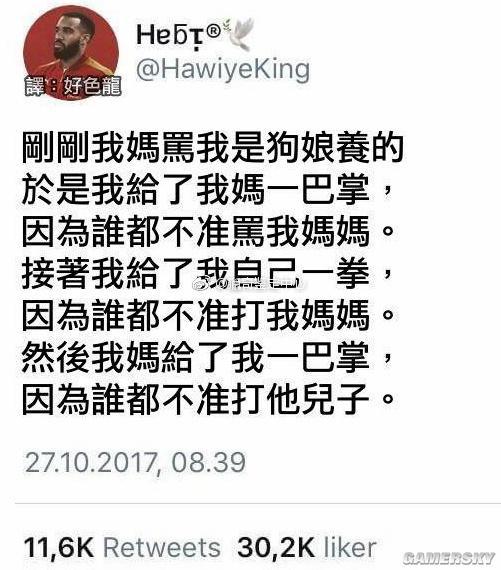 HɐБṭ®🕊
譯：好色龍
@HawiyeKing
剛剛我媽罵我是狗娘養的
於是我給了我媽一巴掌，
因為誰都不准罵我媽媽。
接著我給了我自己一拳，
因為誰都不准打我媽媽。
然後我媽給了我一巴掌，
因為誰都不准打他兒子。
27.10.2017, 08.39
11,6K Retweets 30,2K liker
GAMERSKY